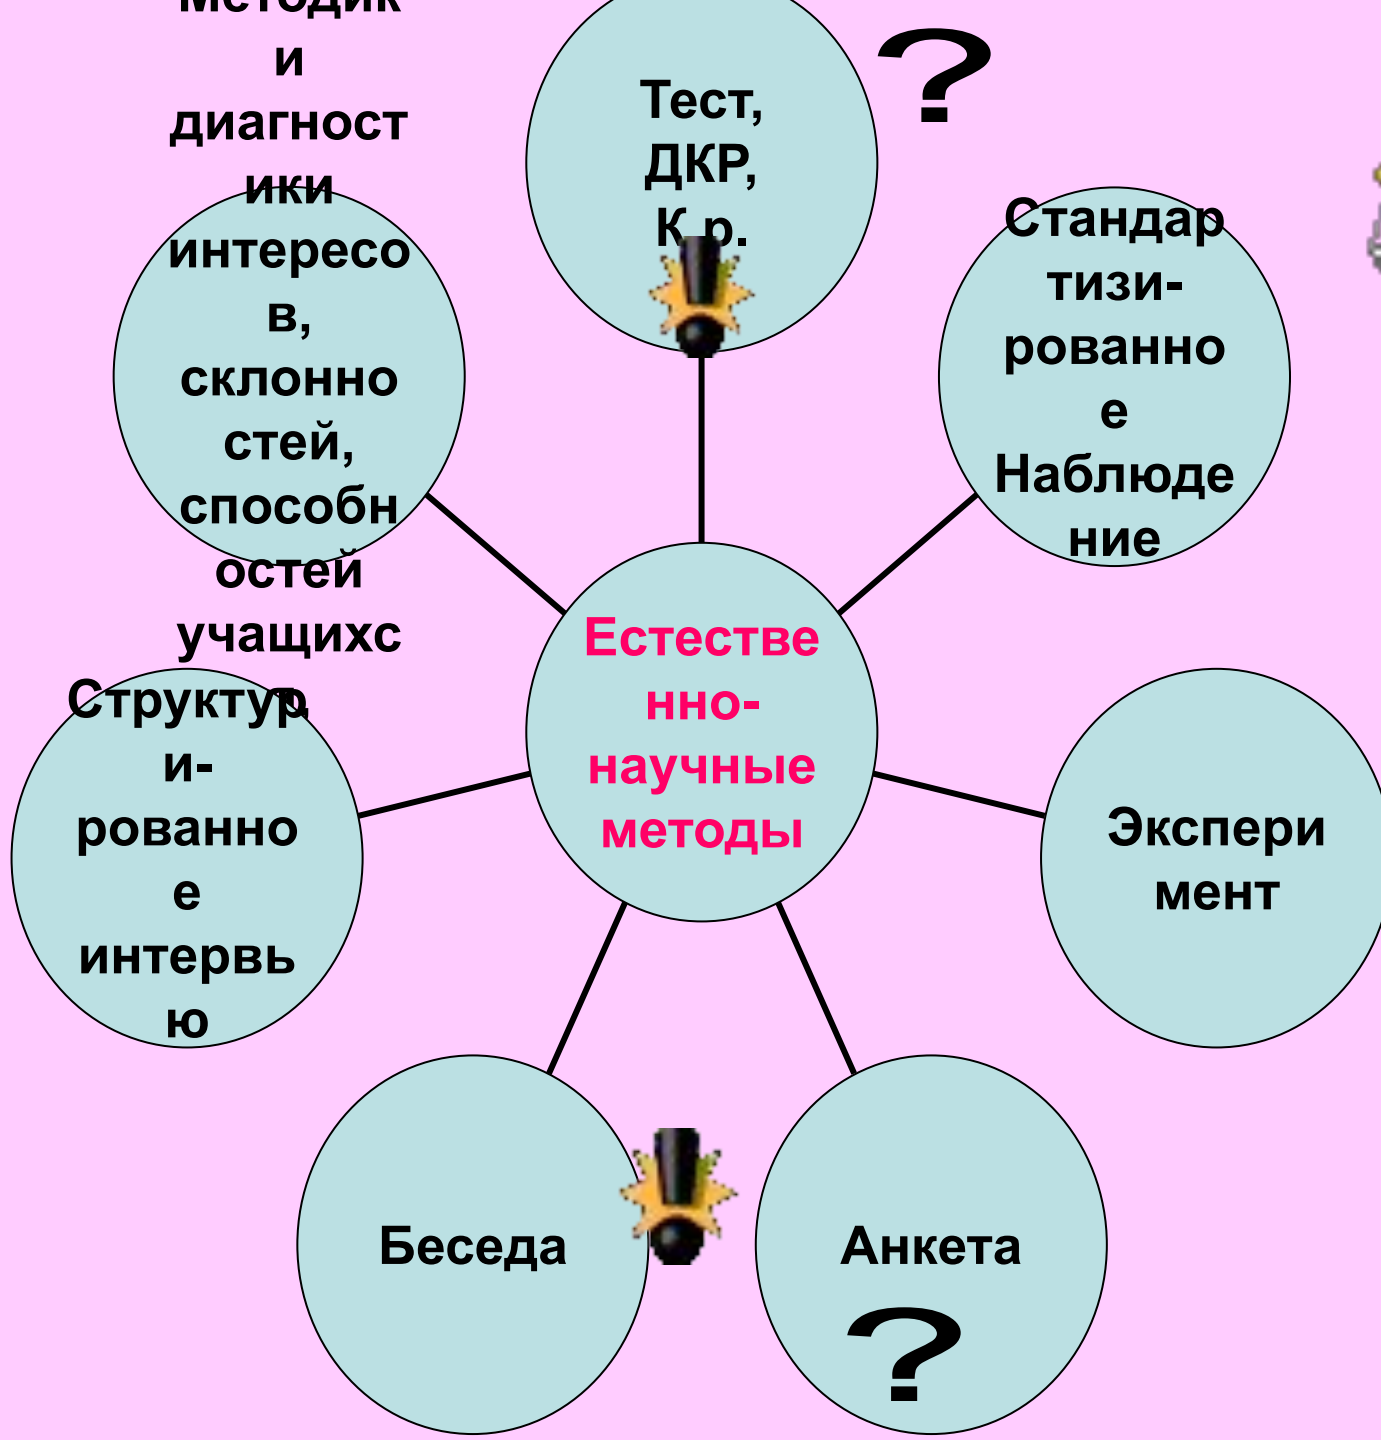 Методик
и
диагност
ики
интересо
в,
склонно
стей,
способн
остей
учащихс
я
Тест,
ДКР,
К.р.
?
Стандар
тизи-
рованно
е
Наблюде
ние
Естестве
нно-
научные
методы
Структур
и-
рованно
е
интервь
ю
Экспери
мент
Беседа
Анкета
?